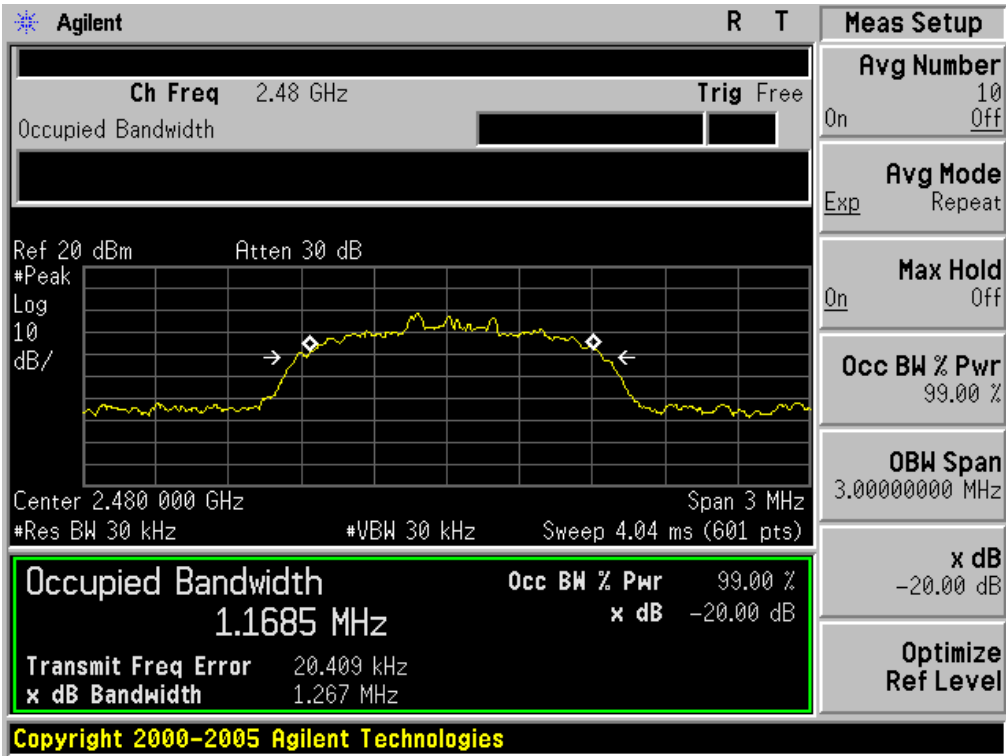 Agilent R T
Ch Freq 2.48 GHz Trig Free
Occupied Bandwidth
Ref 20 dBm Atten 30 dB
#Peak
Log
10
dB/
Center 2.480 000 GHz Span 3 MHz
#Res BW 30 kHz #VBW 30 kHz Sweep 4.04 ms (601 pts)
Occupied Bandwidth
1.1685 MHz
Occ BW % Pwr 99.00 %
x dB -20.00 dB
Transmit Freq Error 20.409 kHz
x dB Bandwidth 1.267 MHz
Copyright 2000-2005 Agilent Technologies
Meas Setup
Avg Number
10
On Off
Avg Mode
Exp Repeat
Max Hold
On Off
Occ BW % Pwr
99.00 %
OBW Span
3.00000000 MHz
x dB
-20.00 dB
Optimize
Ref Level